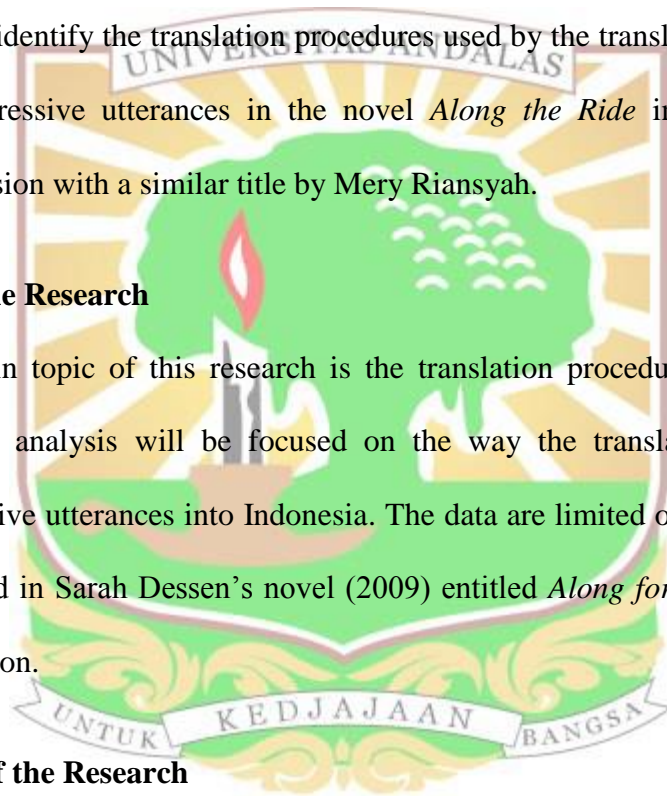 identify the translation procedures used by the transl
UNIVERSITAS ANDALAS
ressive utterances in the novel Along the Ride in
sion with a similar title by Mery Riansyah.
e Research
in topic of this research is the translation procedu
analysis will be focused on the way the transla
ive utterances into Indonesia. The data are limited o
d in Sarah Dessen’s novel (2009) entitled Along for
on.
UNTUK KEDJAJAAN BANGSA
f the Research